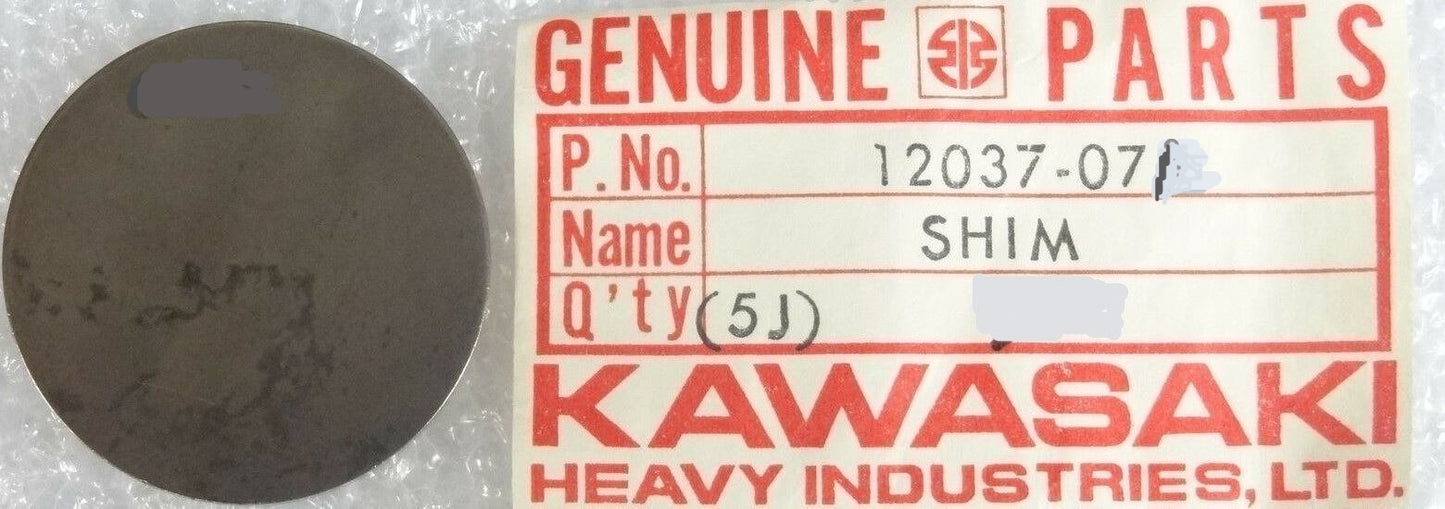 GENUINE PARTS
P. No. 12037-07
Name SHIM
Q'ty (5J)
KAWASAKI
HEAVY INDUSTRIES, LTD.